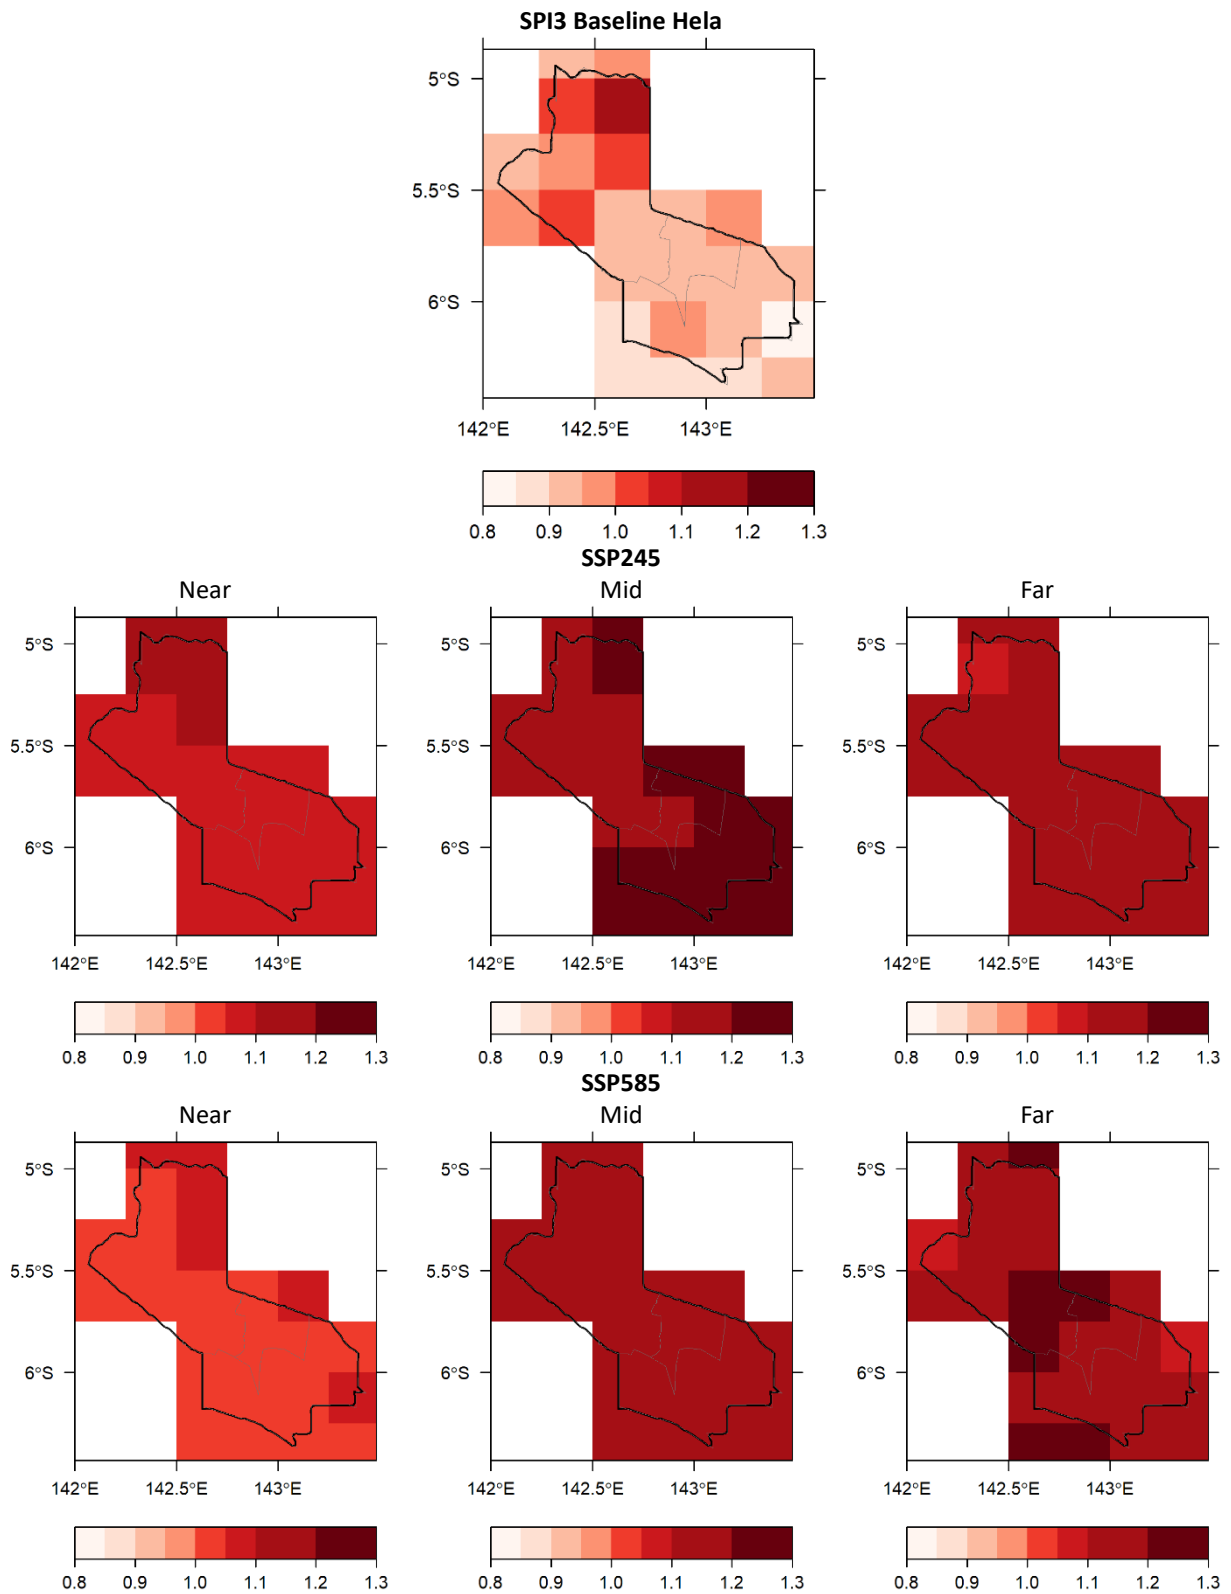 SPI3 Baseline Hela
5°S
5.5°S
6°S
142°E 142.5°E 143°E
0.8 0.9 1.0 1.1 1.2 1.3
SSP245
Near Mid Far
5°S 5°S 5°S
5.5°S 5.5°S 5.5°S
6°S 6°S 6°S
142°E 142.5°E 143°E 142°E 142.5°E 143°E 142°E 142.5°E 143°E
0.8 0.9 1.0 1.1 1.2 1.3 0.8 0.9 1.0 1.1 1.2 1.3 0.8 0.9 1.0 1.1 1.2 1.3
SSP585
Near Mid Far
5°S 5°S 5°S
5.5°S 5.5°S 5.5°S
6°S 6°S 6°S
142°E 142.5°E 143°E 142°E 142.5°E 143°E 142°E 142.5°E 143°E
0.8 0.9 1.0 1.1 1.2 1.3 0.8 0.9 1.0 1.1 1.2 1.3 0.8 0.9 1.0 1.1 1.2 1.3